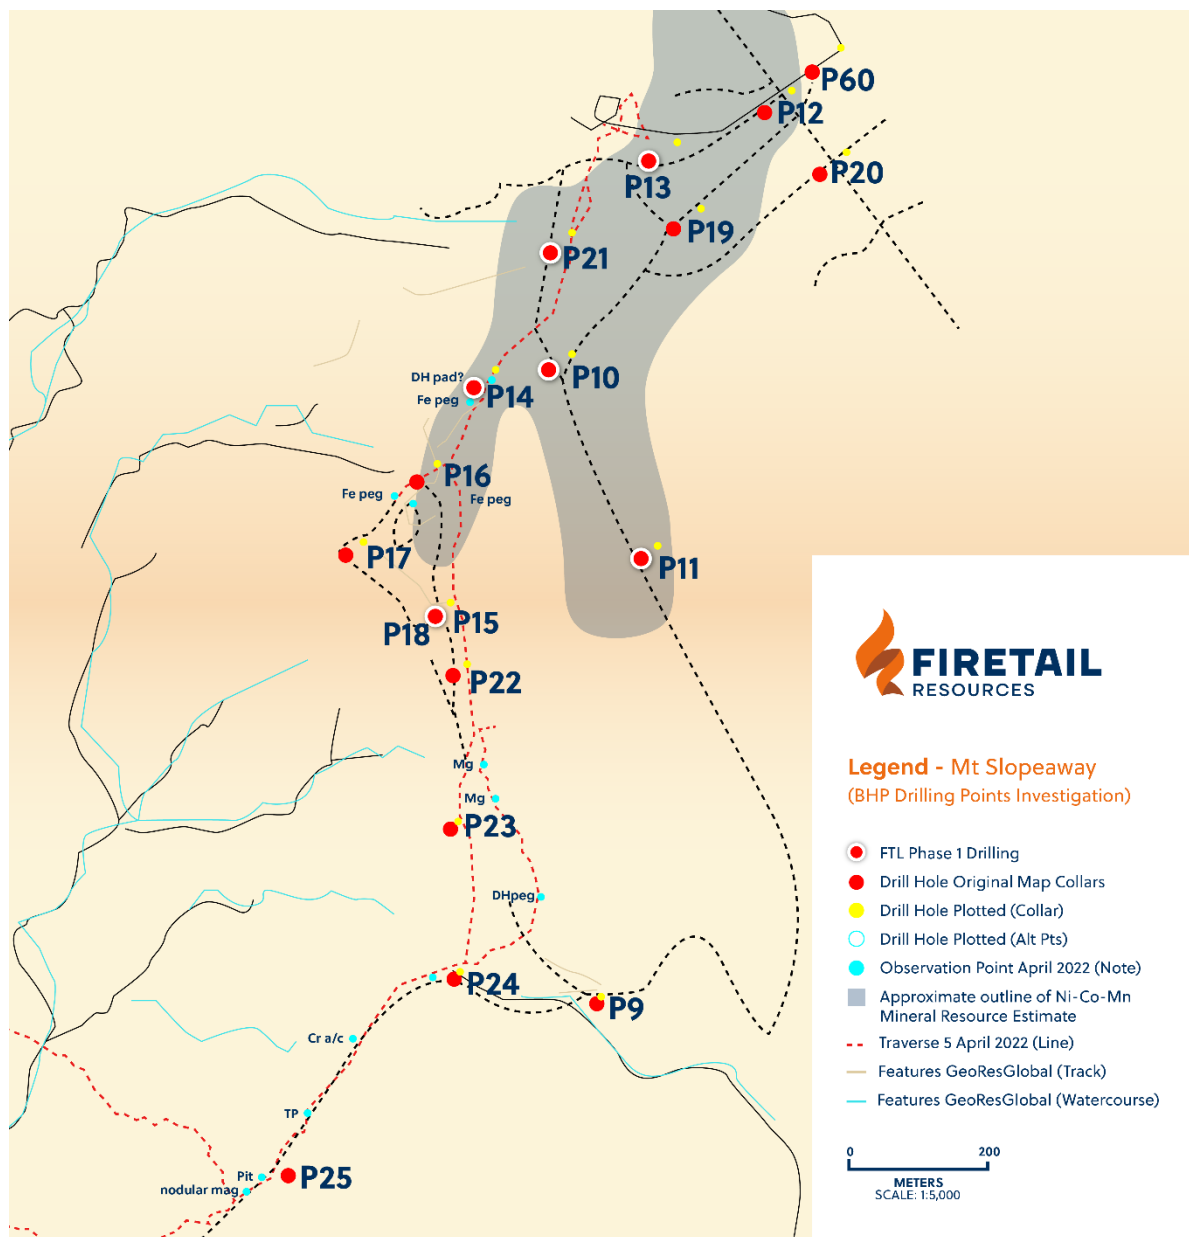 P60
P12
P20
P13
P19
P21
DH pad?
P10
P14
Fe peg
P16
Fe peg
Fe peg
P17
P11
P15
P18
P22
Mg
Mg
P23
DHpeg
P24
P9
Cr a/c
TP
Pit
P25
nodular mag
FIRETAIL
RESOURCES
Legend - Mt Slopeaway
(BHP Drilling Points Investigation)
FTL Phase 1 Drilling
Drill Hole Original Map Collars
Drill Hole Plotted (Collar)
Drill Hole Plotted (Alt Pts)
Observation Point April 2022 (Note)
Approximate outline of Ni-Co-Mn
Mineral Resource Estimate
Traverse 5 April 2022 (Line)
Features GeoResGlobal (Track)
Features GeoResGlobal (Watercourse)
0 200
METERS
SCALE: 1:5,000